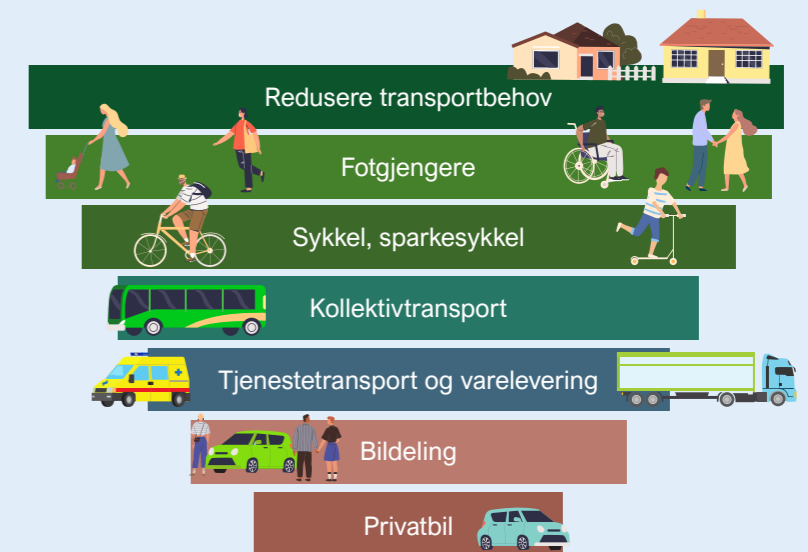 Redusere transportbehov
Fotgjengere
Sykkel, sparkesykkel
Kollektivtransport
Tjenestetransport og varelevering
Bildeling
Privatbil